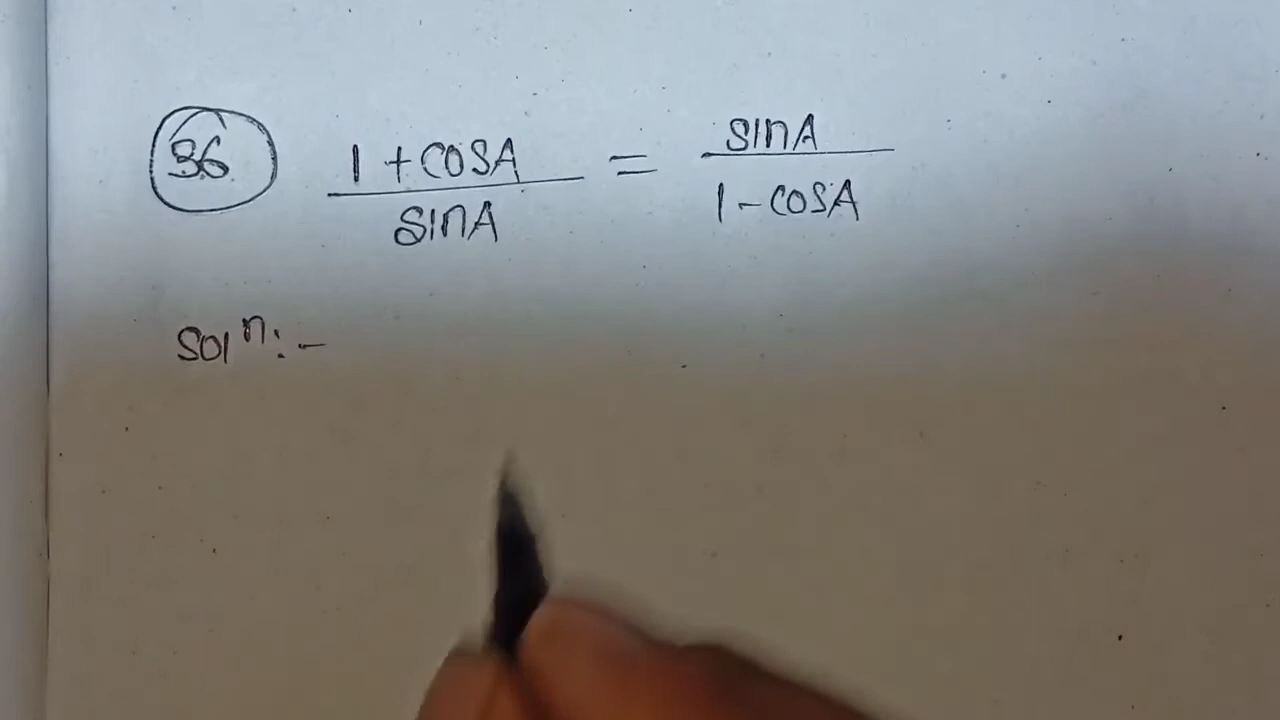 36 1 + COSA / sinA = sinA / 1 - COSA
Solⁿ: -